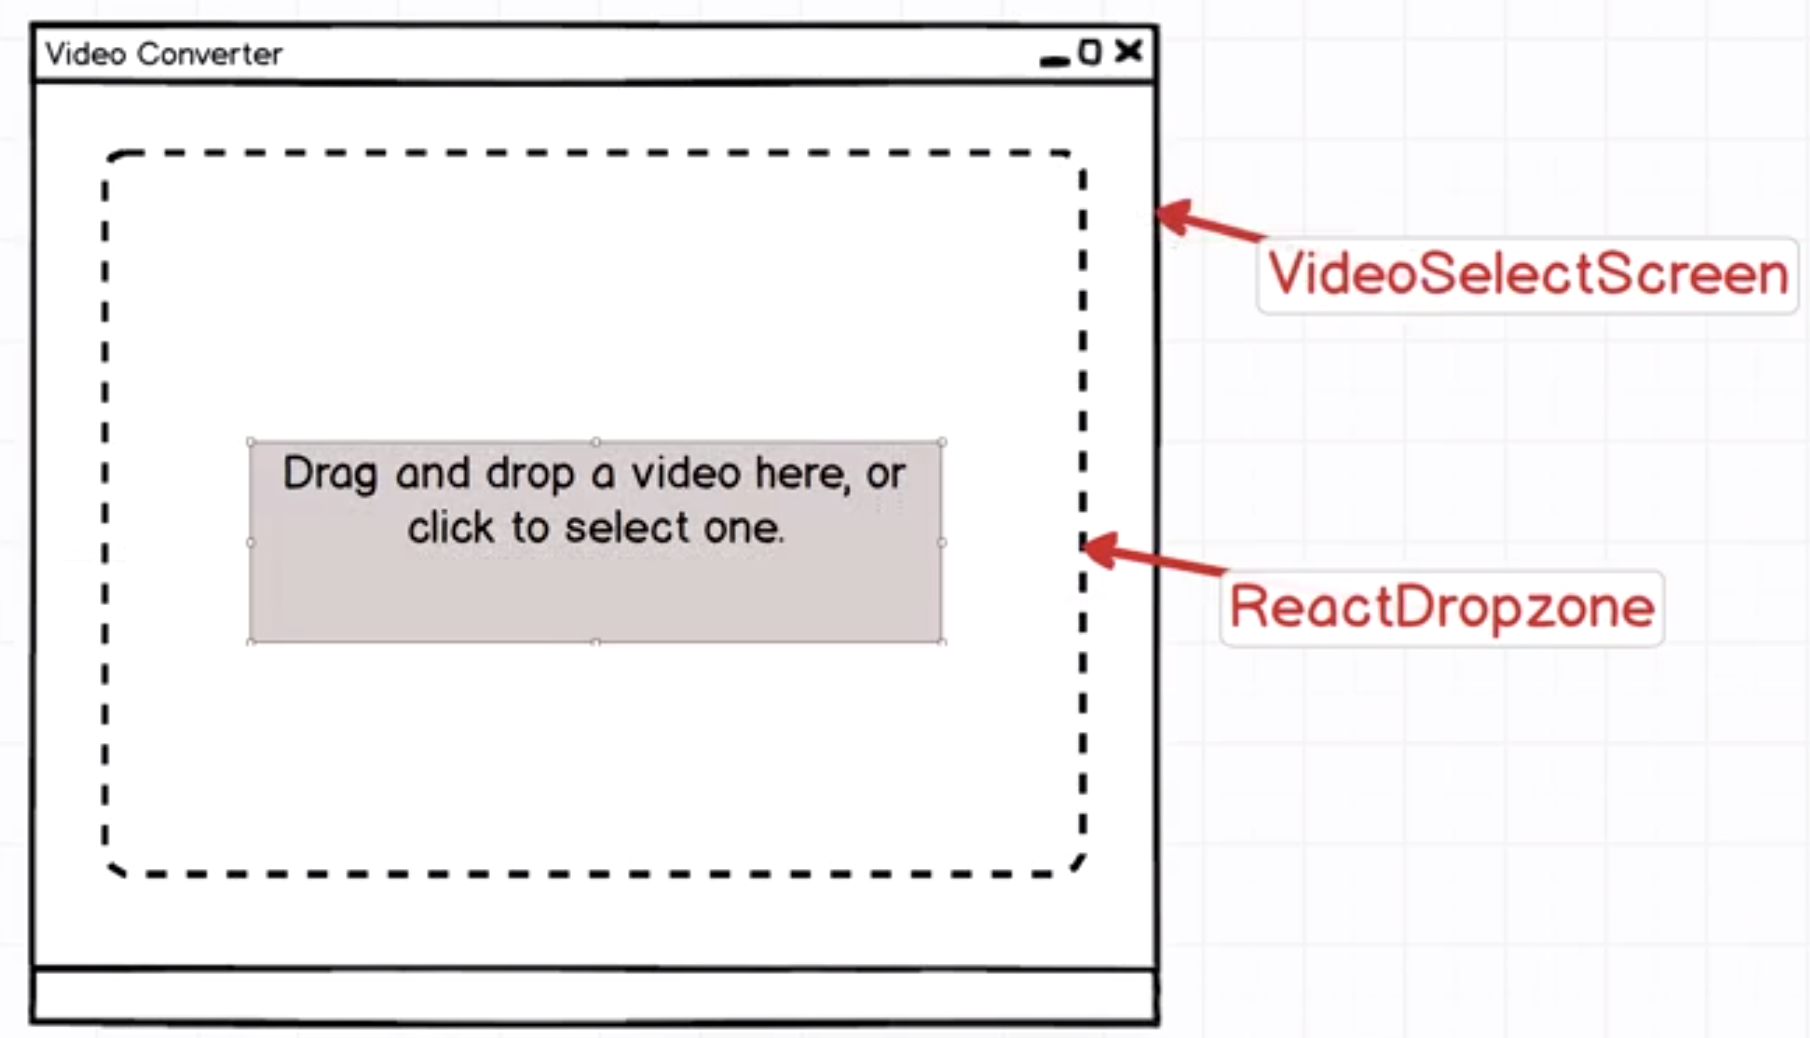 Video Converter
VideoSelectScreen
Drag and drop a video here, or
click to select one.
ReactDropzone